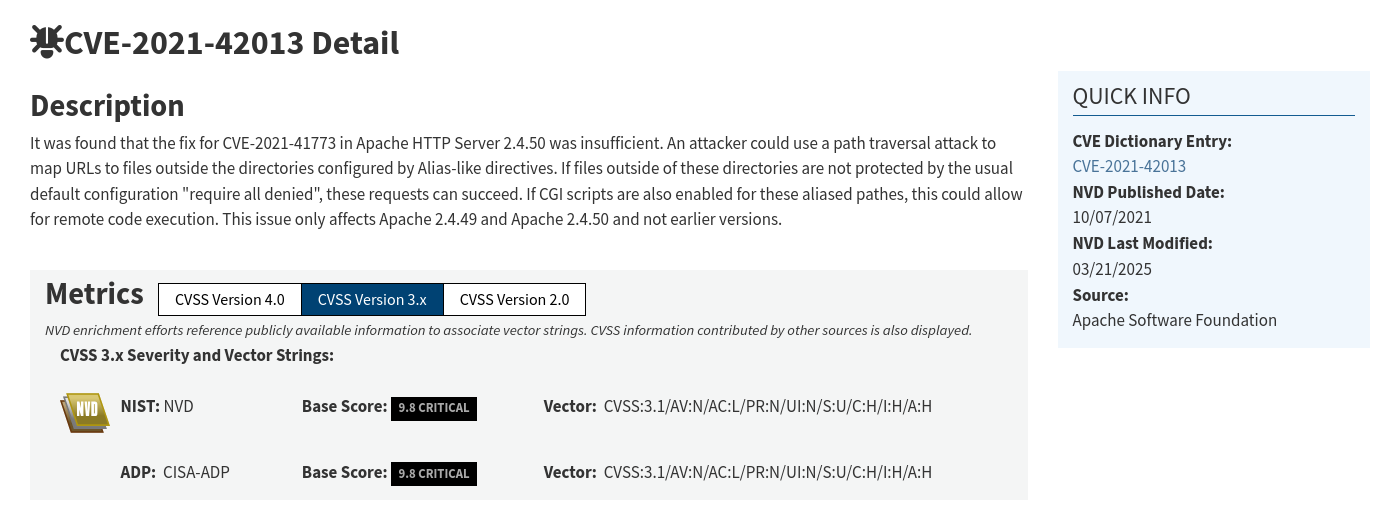 CVE-2021-42013 Detail
Description
It was found that the fix for CVE-2021-41773 in Apache HTTP Server 2.4.50 was insufficient. An attacker could use a path traversal attack to
map URLs to files outside the directories configured by Alias-like directives. If files outside of these directories are not protected by the usual
default configuration "require all denied", these requests can succeed. If CGI scripts are also enabled for these aliased pathes, this could allow
for remote code execution. This issue only affects Apache 2.4.49 and Apache 2.4.50 and not earlier versions.
Metrics CVSS Version 4.0 CVSS Version 3.x CVSS Version 2.0
NVD enrichment efforts reference publicly available information to associate vector strings. CVSS information contributed by other sources is also displayed.
CVSS 3.x Severity and Vector Strings:
NVD NIST: NVD Base Score: 9.8 CRITICAL Vector: CVSS:3.1/AV:N/AC:L/PR:N/UI:N/S:U/C:H/I:H/A:H
ADP: CISA-ADP Base Score: 9.8 CRITICAL Vector: CVSS:3.1/AV:N/AC:L/PR:N/UI:N/S:U/C:H/I:H/A:H
QUICK INFO
CVE Dictionary Entry:
CVE-2021-42013
NVD Published Date:
10/07/2021
NVD Last Modified:
03/21/2025
Source:
Apache Software Foundation